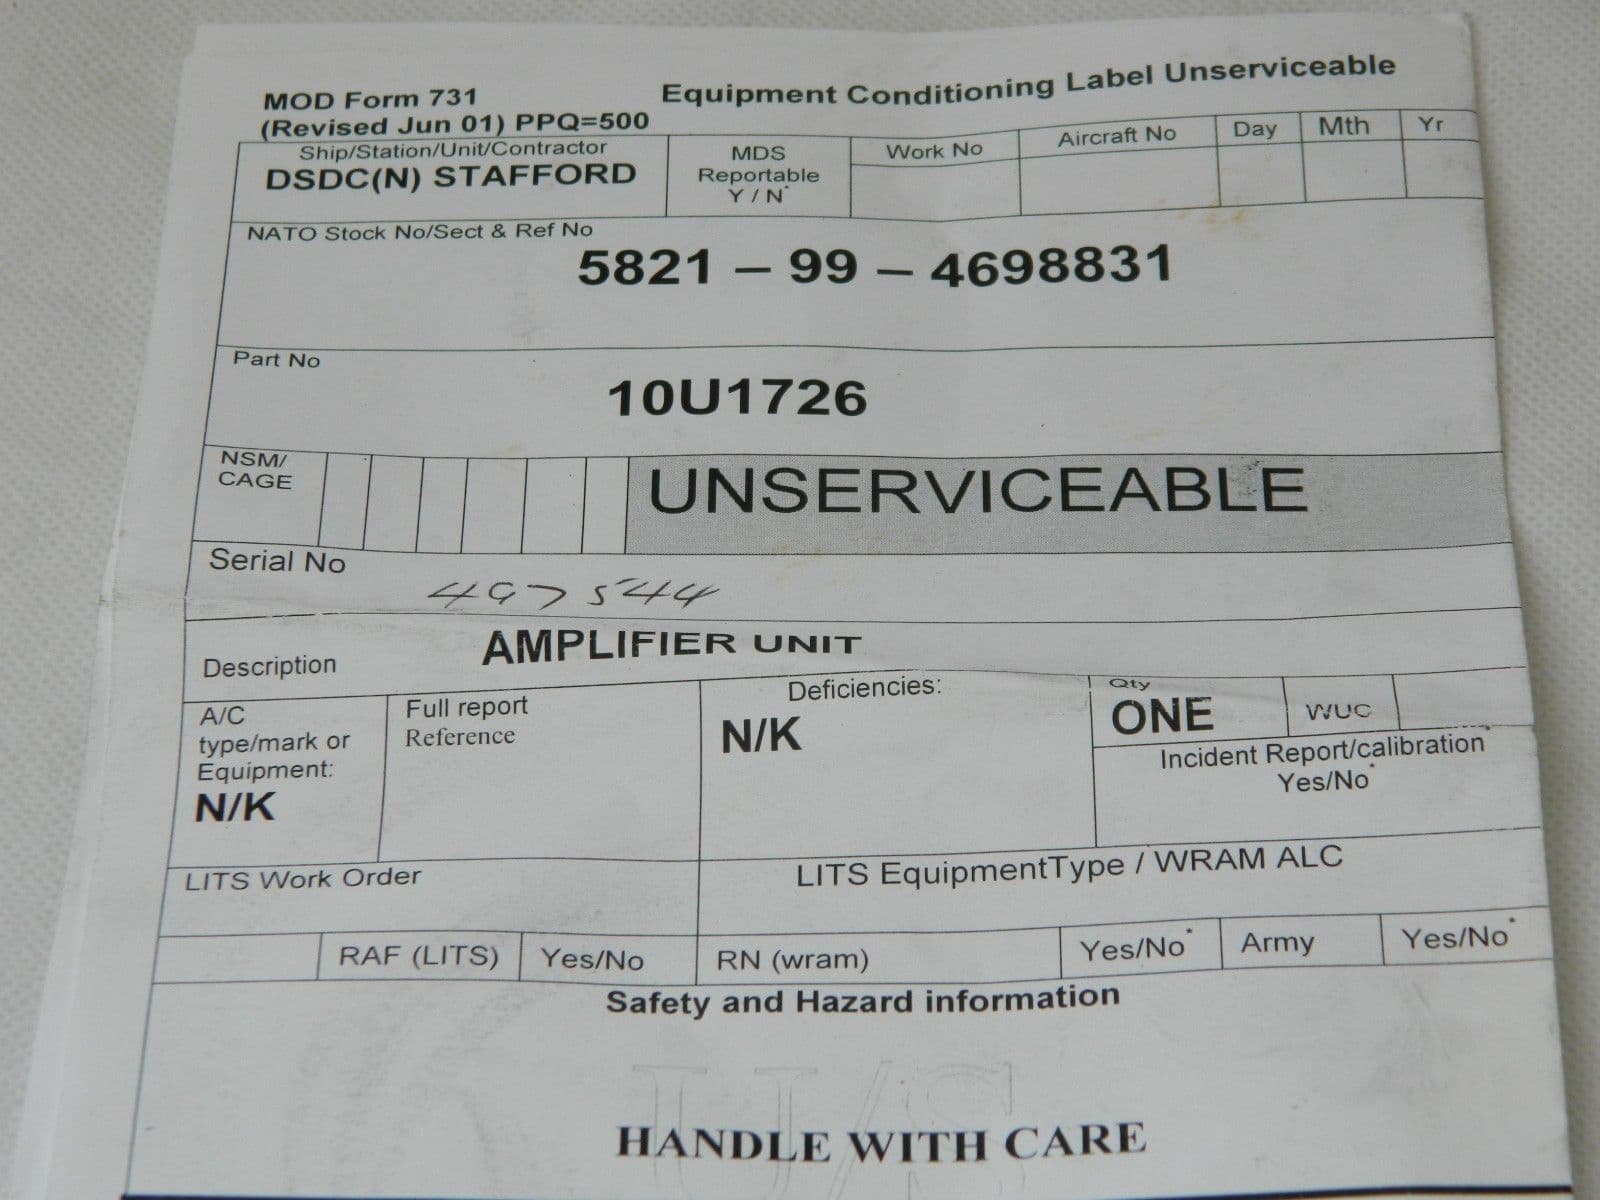 MOD Form 731
Equipment Conditioning Label Unserviceable
(Revised Jun 01) PPQ=500
Ship/Station/Unit/Contractor
DSDC(N) STAFFORD
MDS
Reportable
Y / N*
Work No
Aircraft No
Day
Mth
Yr
NATO Stock No/Sect & Ref No
5821 – 99 – 4698831
Part No
10U1726
NSM/
CAGE
UNSERVICEABLE
Serial No
497544
Description
AMPLIFIER UNIT
A/C
type/mark or
Equipment:
N/K
Full report
Reference
Deficiencies:
N/K
Qty
ONE
WUC
Incident Report/calibration*
Yes/No*
LITS Work Order
LITS EquipmentType / WRAM ALC
RAF (LITS)
Yes/No
RN (wram)
Yes/No*
Army
Yes/No*
Safety and Hazard information
U/S
HANDLE WITH CARE